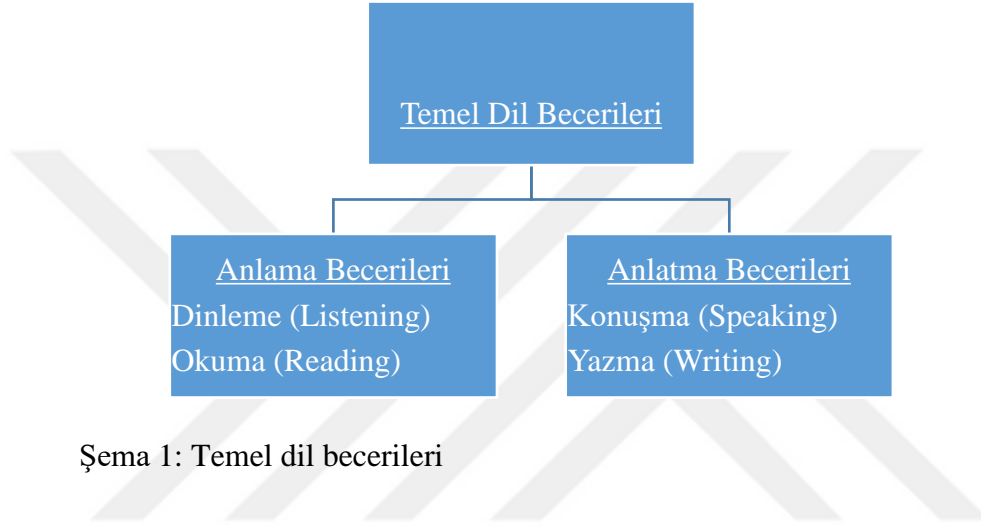 Temel Dil Becerileri
Anlama Becerileri
Dinleme (Listening)
Okuma (Reading)
Anlatma Becerileri
Konuşma (Speaking)
Yazma (Writing)
Şema 1: Temel dil becerileri